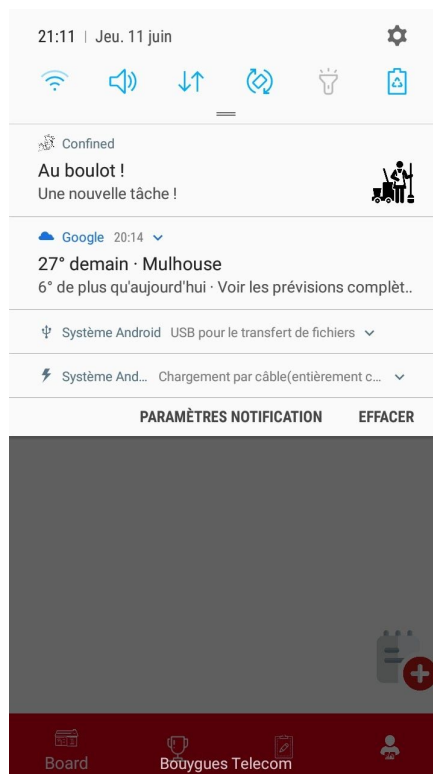 21:11 | Jeu. 11 juin
Confined
Au boulot !
Une nouvelle tâche !
Google 20:14
27° demain · Mulhouse
6° de plus qu'aujourd'hui · Voir les prévisions complèt..
Système Android USB pour le transfert de fichiers
Système And... Chargement par câble(entièrement c...
PARAMÈTRES NOTIFICATION EFFACER
Board
Bouygues Telecom